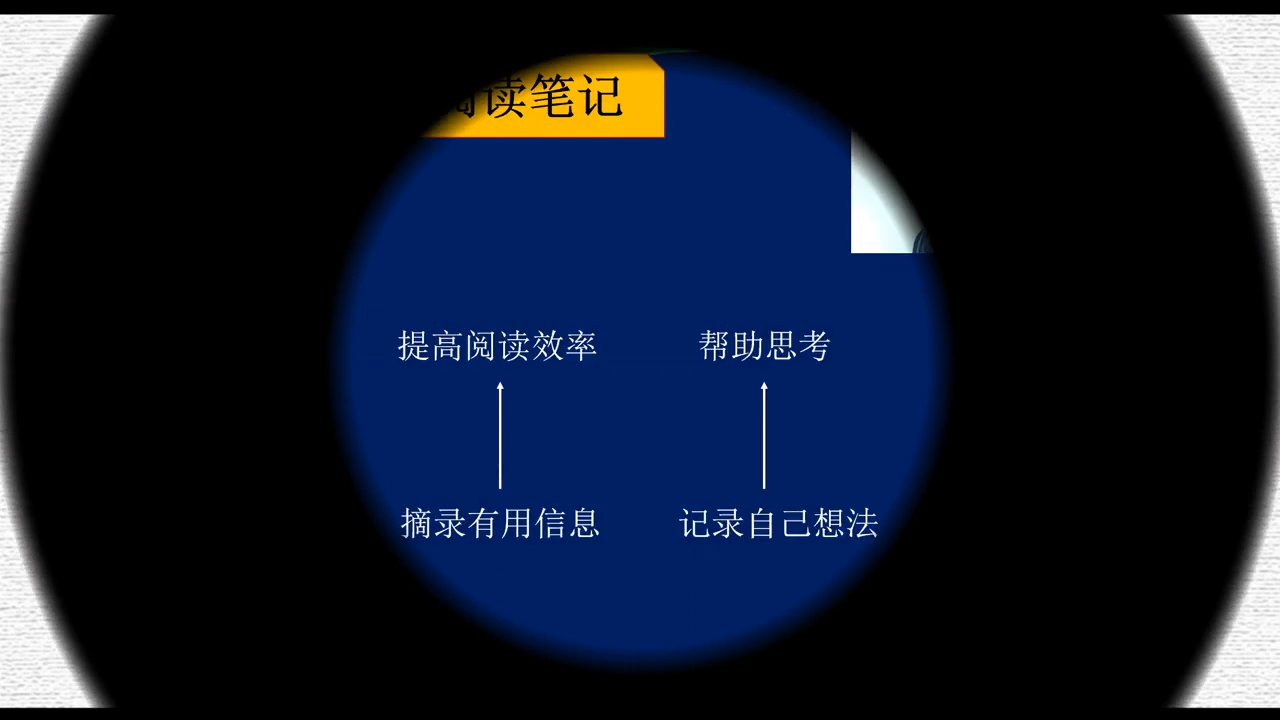 阅读笔记
提高阅读效率
帮助思考
摘录有用信息
记录自己想法